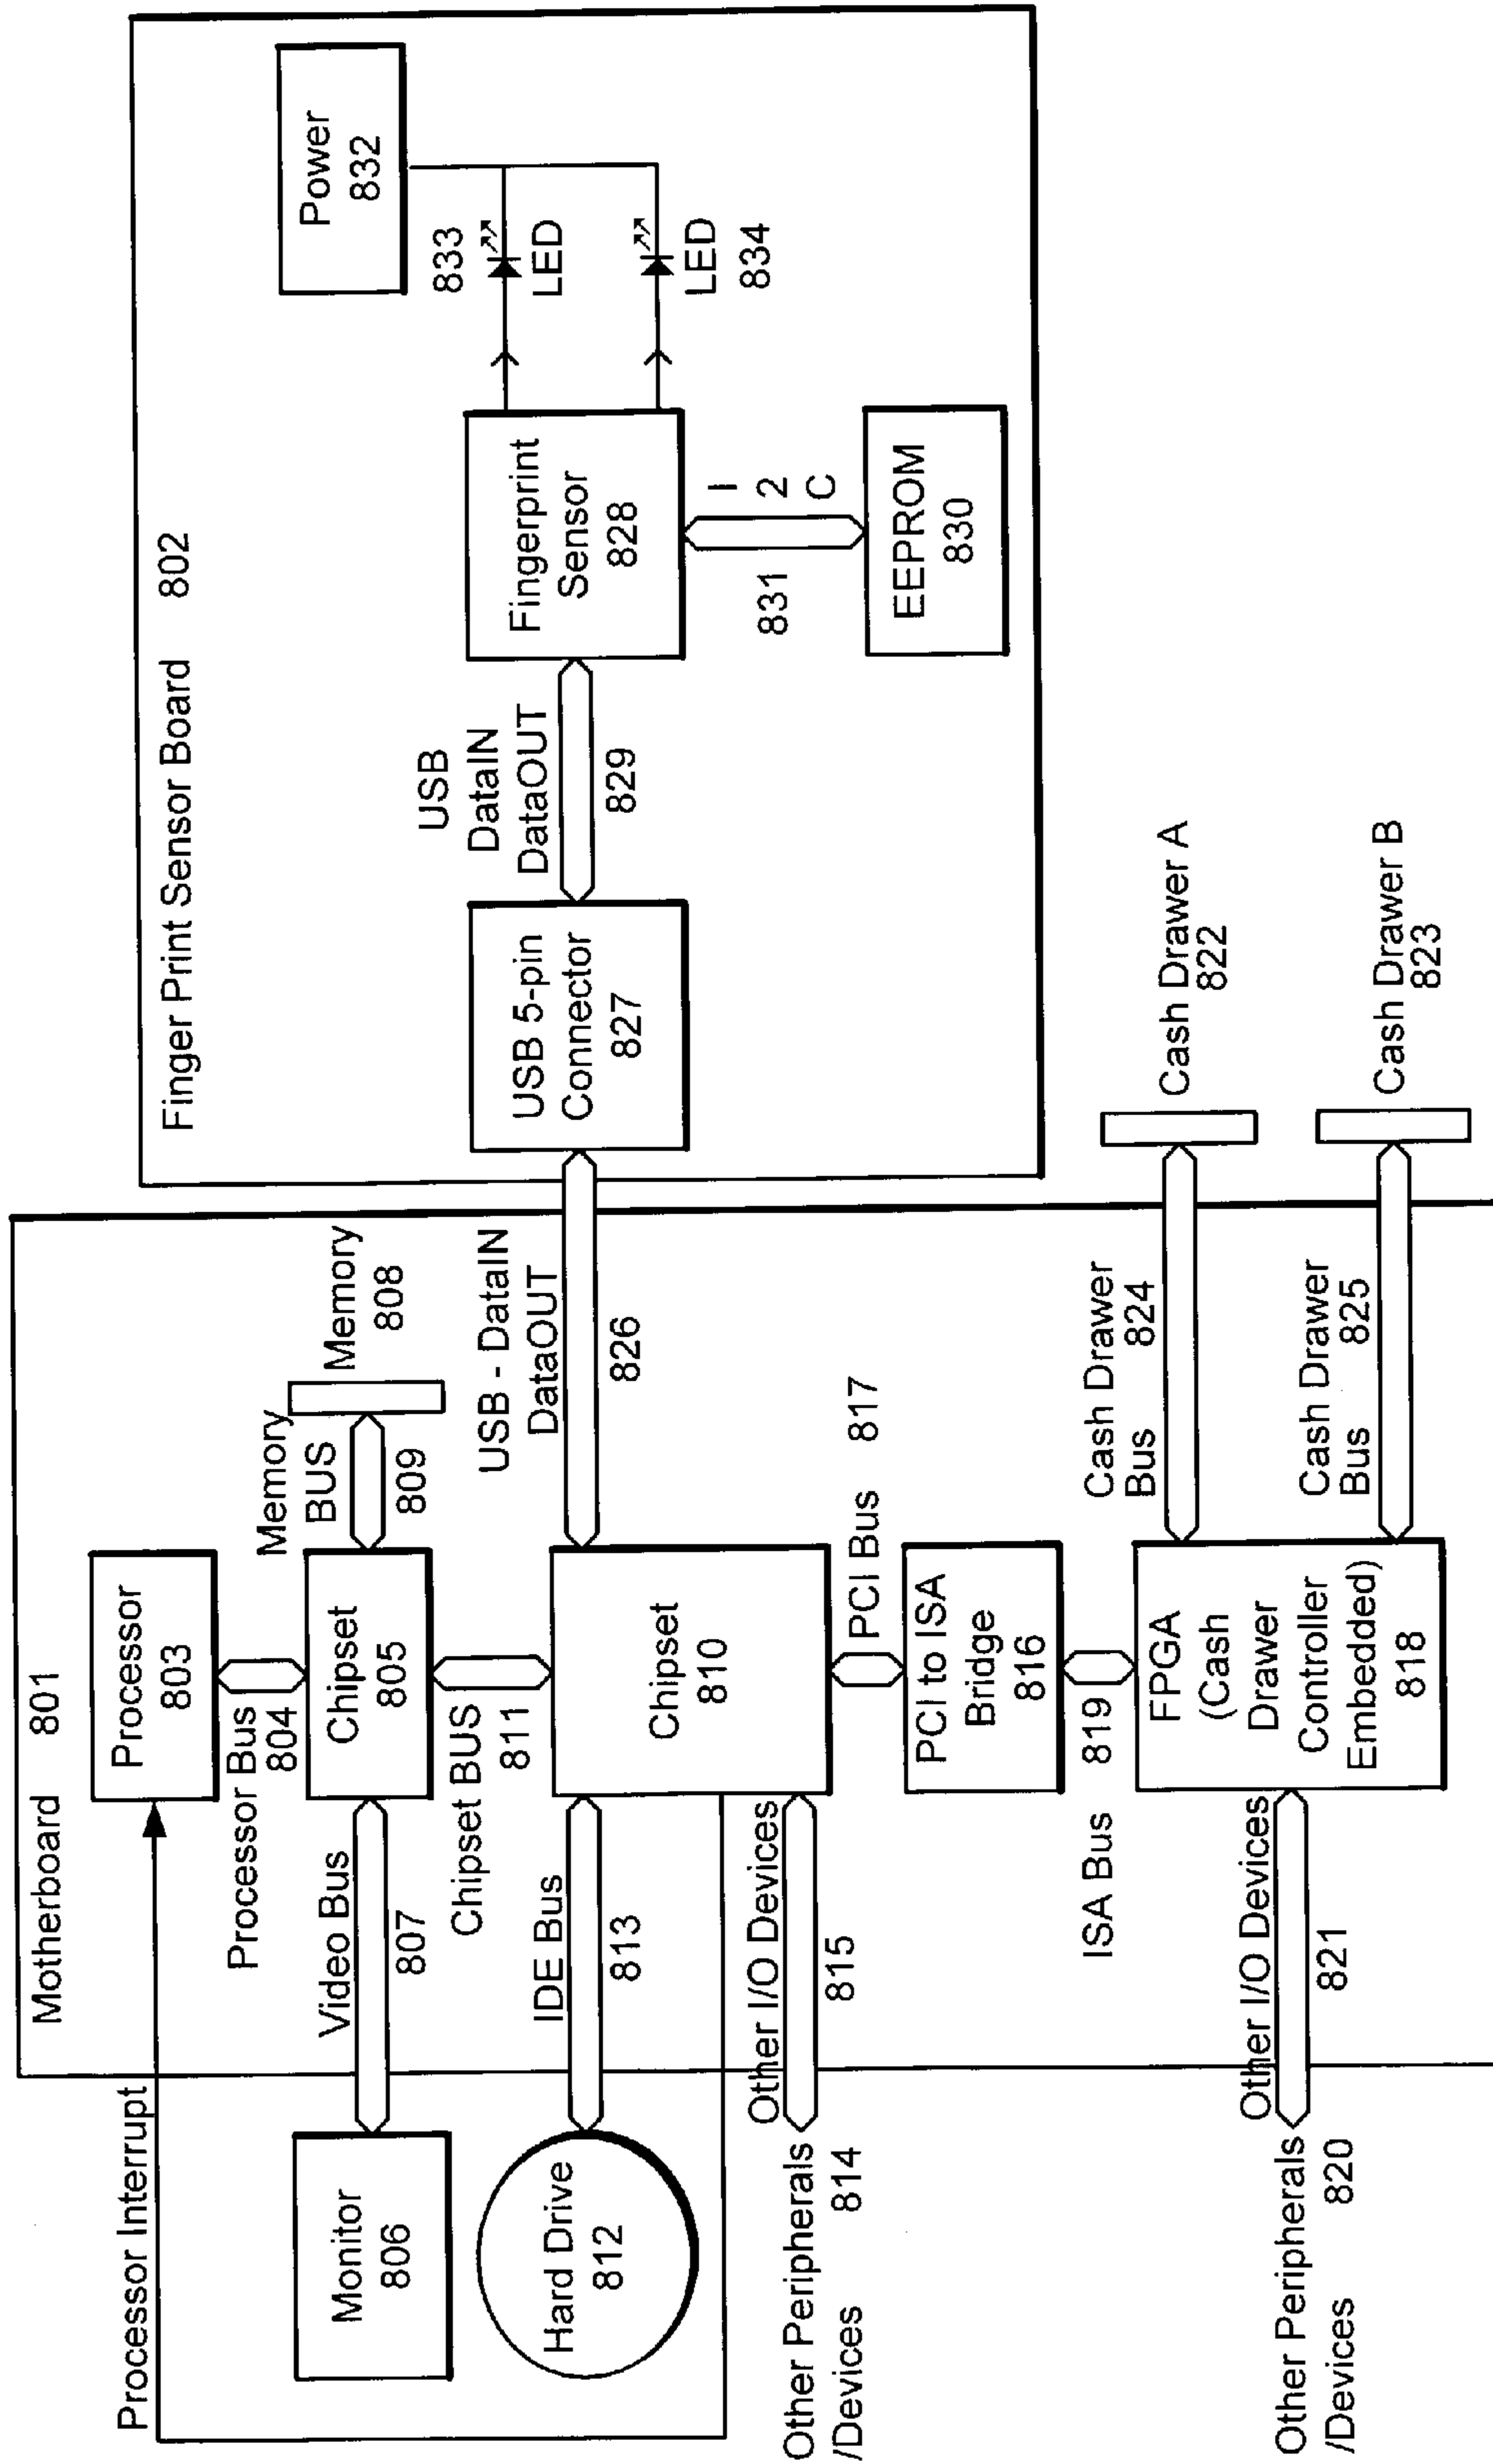 Motherboard 801
Processor Interrupt
Processor
803
Processor Bus
804
Chipset
805
Monitor
806
Video Bus
807
Memory
808
Memory
BUS
809
Chipset BUS
811
Chipset
810
Hard Drive
812
IDE Bus
813
Other Peripherals
/Devices
814
Other I/O Devices
815
PCI Bus 817
PCI to ISA
Bridge
816
ISA Bus
819
FPGA
(Cash
Drawer
Controller
Embedded)
818
Other Peripherals
/Devices
820
Other I/O Devices
821
Cash Drawer
Bus 824
Cash Drawer A
822
Cash Drawer
Bus 825
Cash Drawer B
823
USB - DataIN
DataOUT
826
Finger Print Sensor Board 802
USB 5-pin
Connector
827
USB
DataIN
DataOUT
829
Fingerprint
Sensor
828
I
2
C
831
EEPROM
830
Power
832
833
LED
LED
834